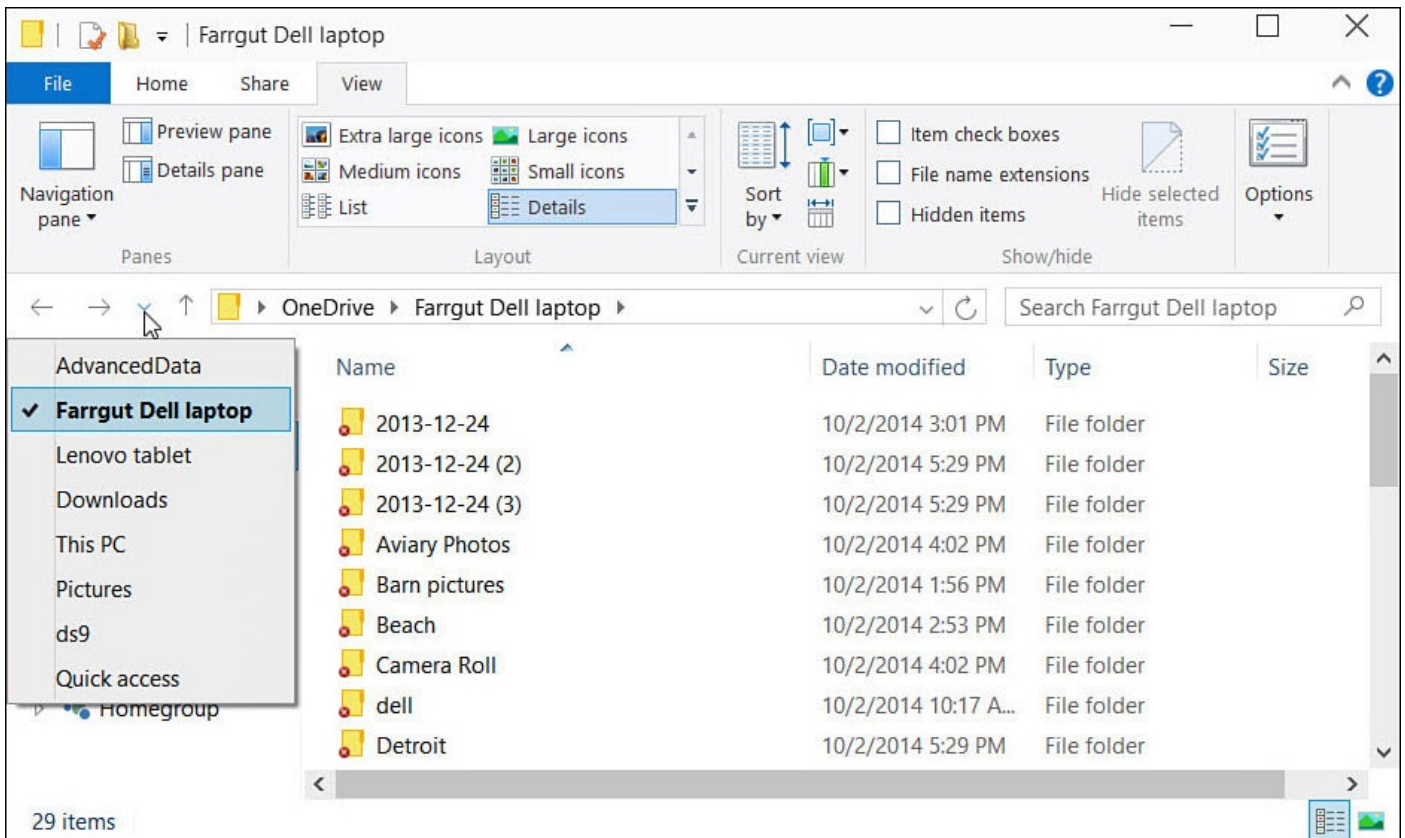 Farrgut Dell laptop
File Home Share View
Navigation pane
Preview pane
Details pane
Panes
Extra large icons Large icons
Medium icons Small icons
List Details
Layout
Sort by
Current view
Item check boxes
File name extensions
Hidden items
Hide selected items
Show/hide
Options
OneDrive Farrgut Dell laptop
Search Farrgut Dell laptop
AdvancedData
Farrgut Dell laptop
Lenovo tablet
Downloads
This PC
Pictures
ds9
Quick access
Homegroup
Name Date modified Type Size
2013-12-24 10/2/2014 3:01 PM File folder
2013-12-24 (2) 10/2/2014 5:29 PM File folder
2013-12-24 (3) 10/2/2014 5:29 PM File folder
Aviary Photos 10/2/2014 4:02 PM File folder
Barn pictures 10/2/2014 1:56 PM File folder
Beach 10/2/2014 2:53 PM File folder
Camera Roll 10/2/2014 4:02 PM File folder
dell 10/2/2014 10:17 A... File folder
Detroit 10/2/2014 5:29 PM File folder
29 items